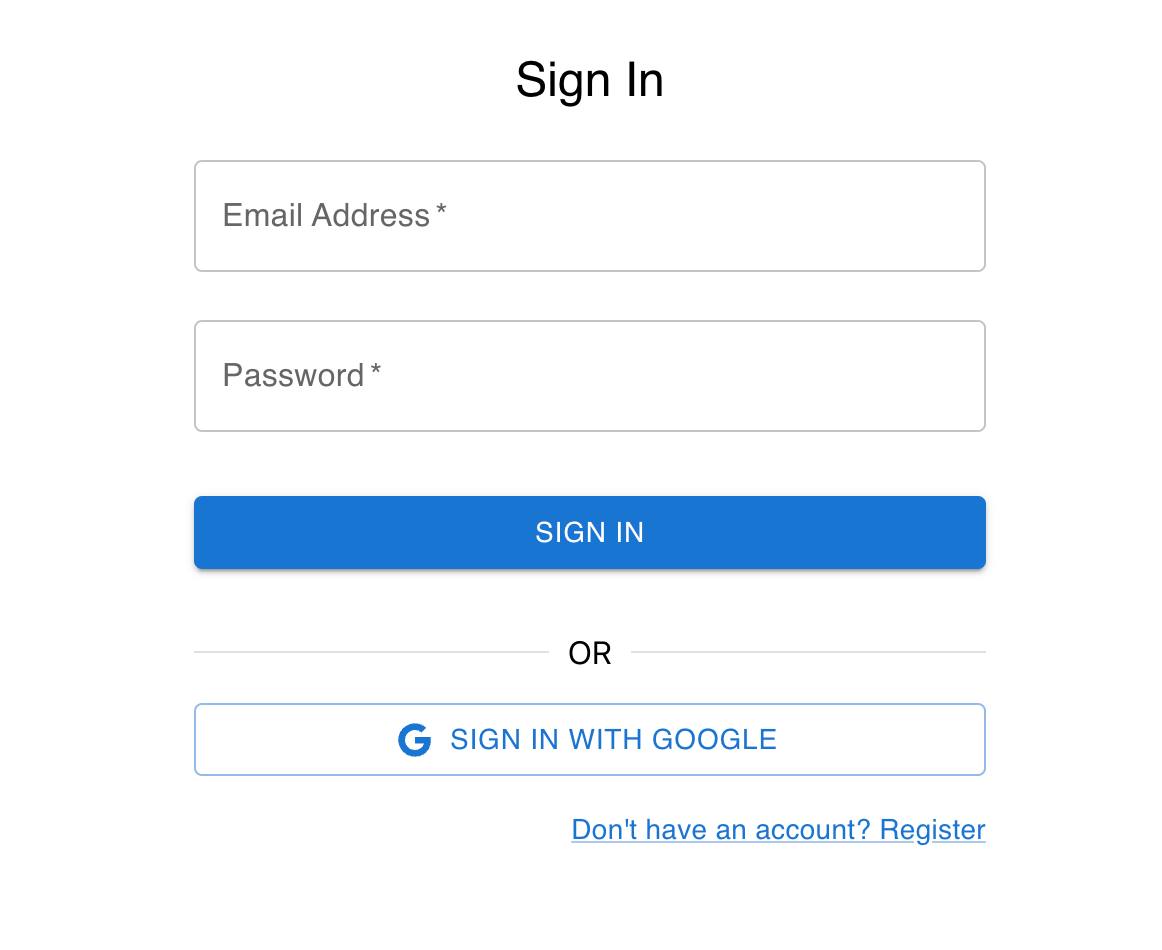 Sign In
Email Address *
Password *
SIGN IN
OR
SIGN IN WITH GOOGLE
Don't have an account? Register